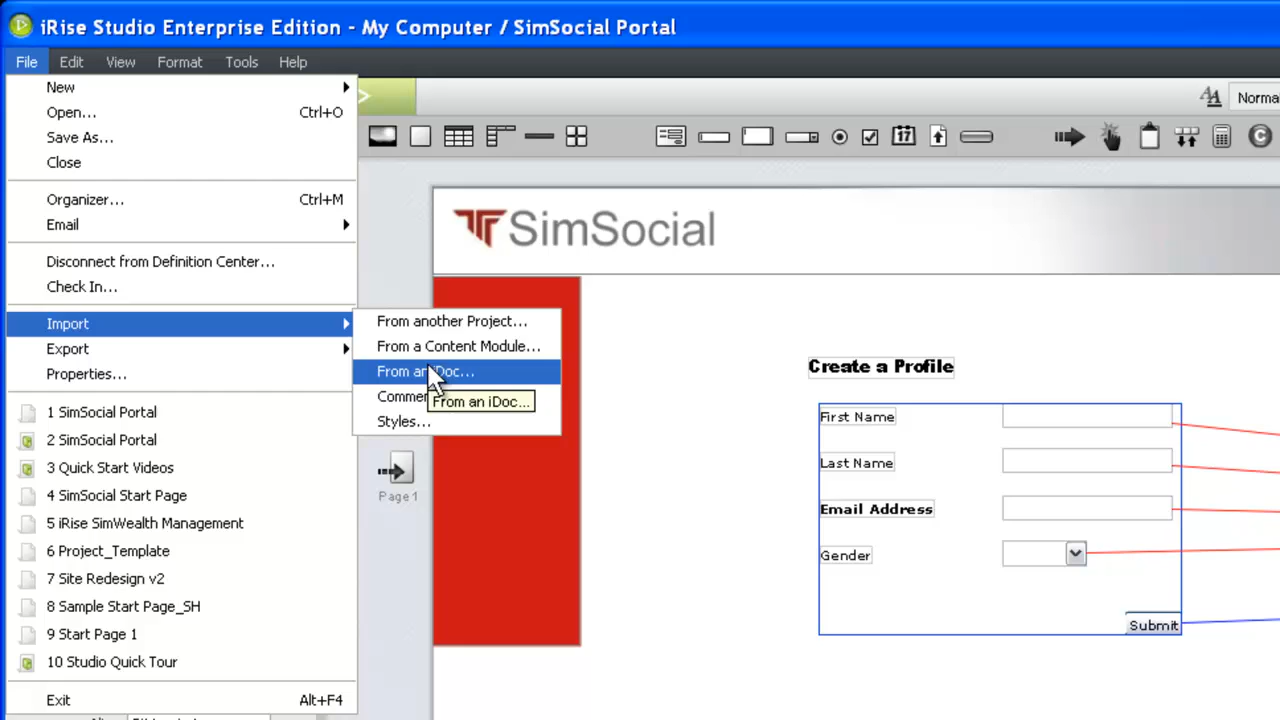 iRise Studio Enterprise Edition - My Computer / SimSocial Portal
File Edit View Format Tools Help
New
Open... Ctrl+O
Save As...
Close
Organizer... Ctrl+M
Email
Disconnect from Definition Center...
Check In...
Import
Export
Properties...
1 SimSocial Portal
2 SimSocial Portal
3 Quick Start Videos
4 SimSocial Start Page
5 iRise SimWealth Management
6 Project_Template
7 Site Redesign v2
8 Sample Start Page_SH
9 Start Page 1
10 Studio Quick Tour
Exit Alt+F4
From another Project...
From a Content Module...
From an iDoc...
From an iDoc...
Styles...
Page 1
17
SimSocial
Create a Profile
First Name
Last Name
Email Address
Gender
Submit